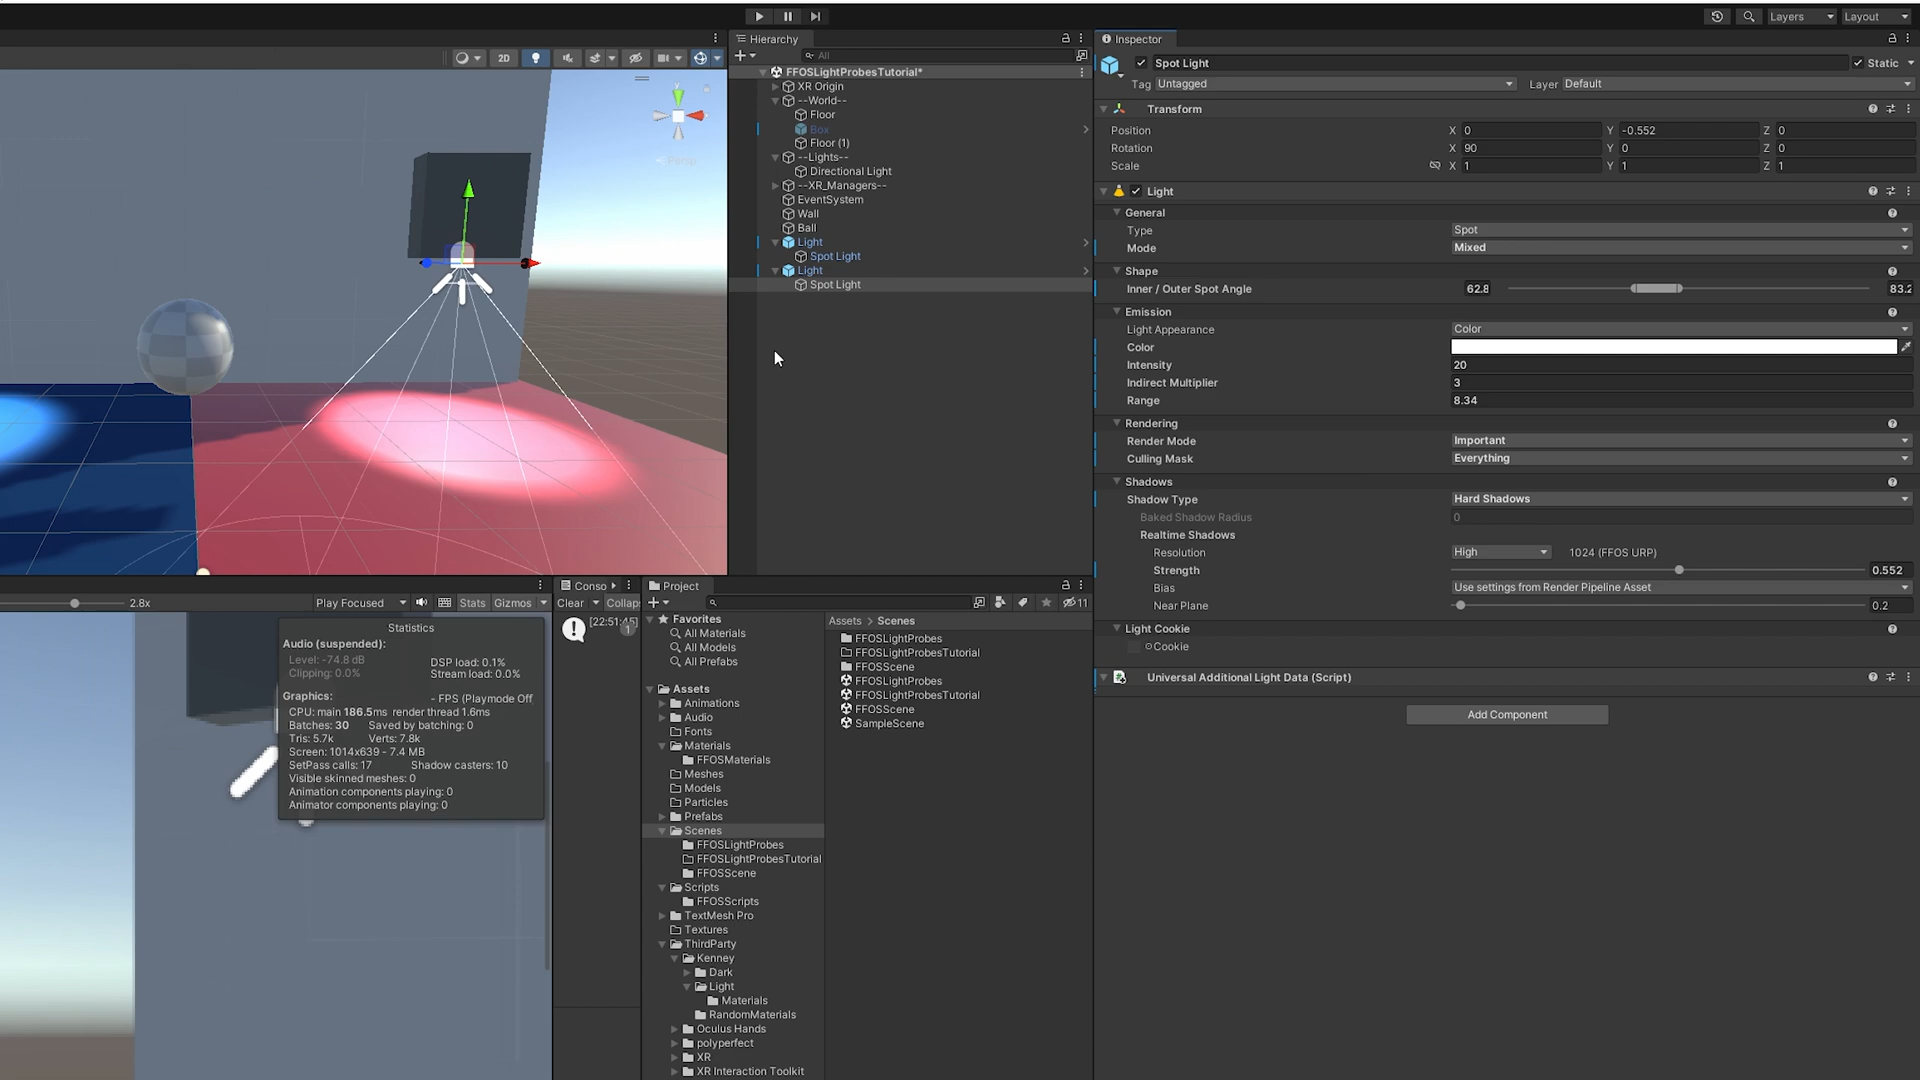 Layers
Layout
2D
Persp
Y
Hierarchy
All
FFOSLightProbesTutorial*
XR Origin
--World--
Floor
Box
Floor (1)
--Lights--
Directional Light
--XR_Managers--
EventSystem
Wall
Ball
Light
Spot Light
Light
Spot Light
Inspector
Spot Light
Static
Tag Untagged
Layer Default
Transform
Position X 0 Y -0.552 Z 0
Rotation X 90 Y 0 Z 0
Scale X 1 Y 1 Z 1
Light
General
Type Spot
Mode Mixed
Shape
Inner / Outer Spot Angle 62.8 83.2
Emission
Light Appearance Color
Color
Intensity 20
Indirect Multiplier 3
Range 8.34
Rendering
Render Mode Important
Culling Mask Everything
Shadows
Shadow Type Hard Shadows
Baked Shadow Radius 0
Realtime Shadows
Resolution High 1024 (FFOS URP)
Strength 0.552
Bias Use settings from Render Pipeline Asset
Near Plane 0.2
Light Cookie
Cookie
Universal Additional Light Data (Script)
Add Component
2.8x
Play Focused
Stats
Gizmos
Statistics
Audio (suspended):
Level: -74.8 dB DSP load: 0.1%
Clipping: 0.0% Stream load: 0.0%
Graphics: - FPS (Playmode Off
CPU: main 186.5ms render thread 1.6ms
Batches: 30 Saved by batching: 0
Tris: 5.7k Verts: 7.8k
Screen: 1014x639 - 7.4 MB
SetPass calls: 17 Shadow casters: 10
Visible skinned meshes: 0
Animation components playing: 0
Animator components playing: 0
Conso
Clear
Collaps
[22:51:45]
1
Project
11
Favorites
All Materials
All Models
All Prefabs
Assets
Animations
Audio
Fonts
Materials
FFOSMaterials
Meshes
Models
Particles
Prefabs
Scenes
FFOSLightProbes
FFOSLightProbesTutorial
FFOSScene
Scripts
FFOSScripts
TextMesh Pro
Textures
ThirdParty
Kenney
Dark
Light
Materials
RandomMaterials
Oculus Hands
polyperfect
XR
XR Interaction Toolkit
Assets > Scenes
FFOSLightProbes
FFOSLightProbesTutorial
FFOSScene
FFOSLightProbes
FFOSLightProbesTutorial
FFOSScene
SampleScene